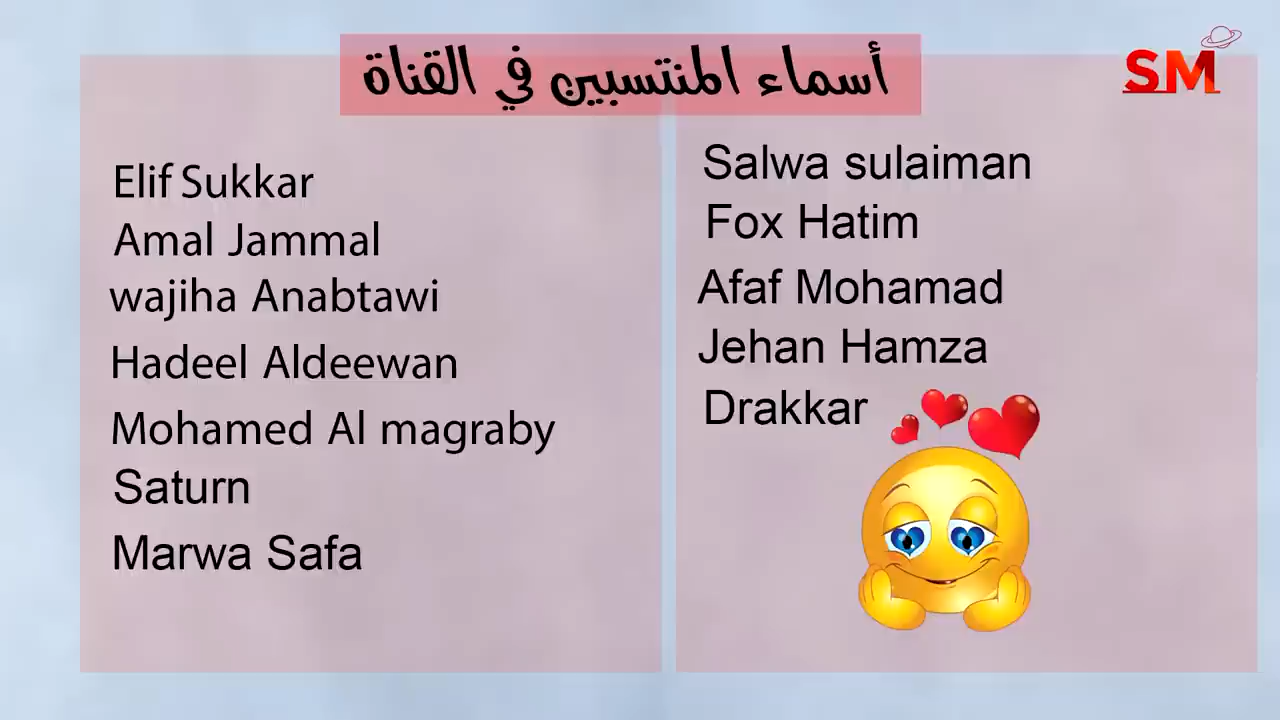 أسماء المنتسبين في القناة
SM
Elif Sukkar
Amal Jammal
wajiha Anabtawi
Hadeel Aldeewan
Mohamed Al magraby
Saturn
Marwa Safa
Salwa sulaiman
Fox Hatim
Afaf Mohamad
Jehan Hamza
Drakkar